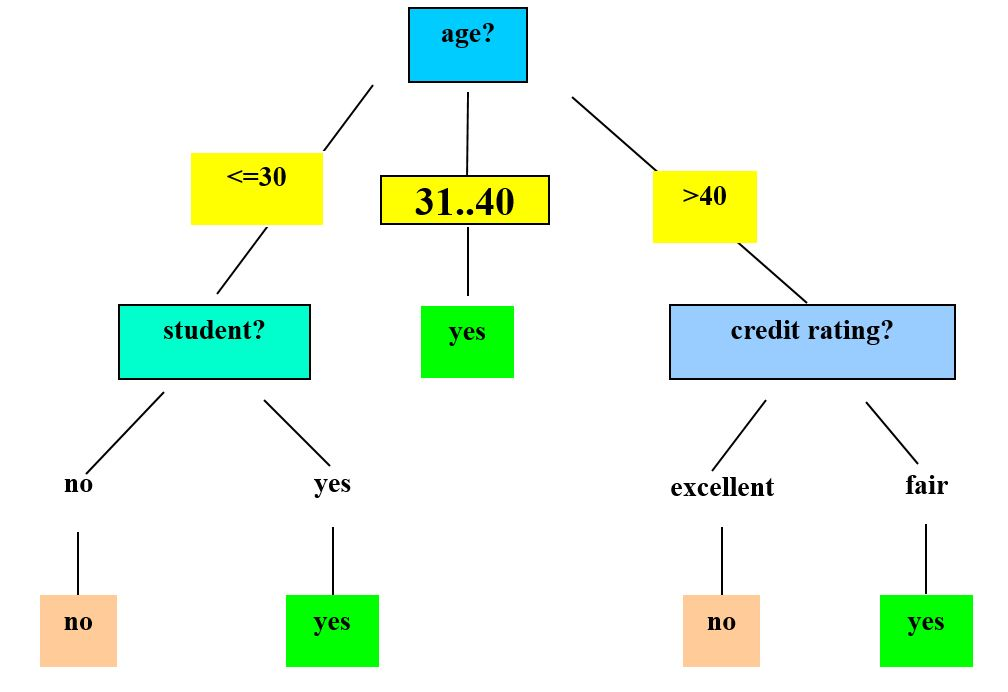 age?
<=30
31..40
>40
student?
yes
credit rating?
no
yes
excellent
fair
no
yes
no
yes